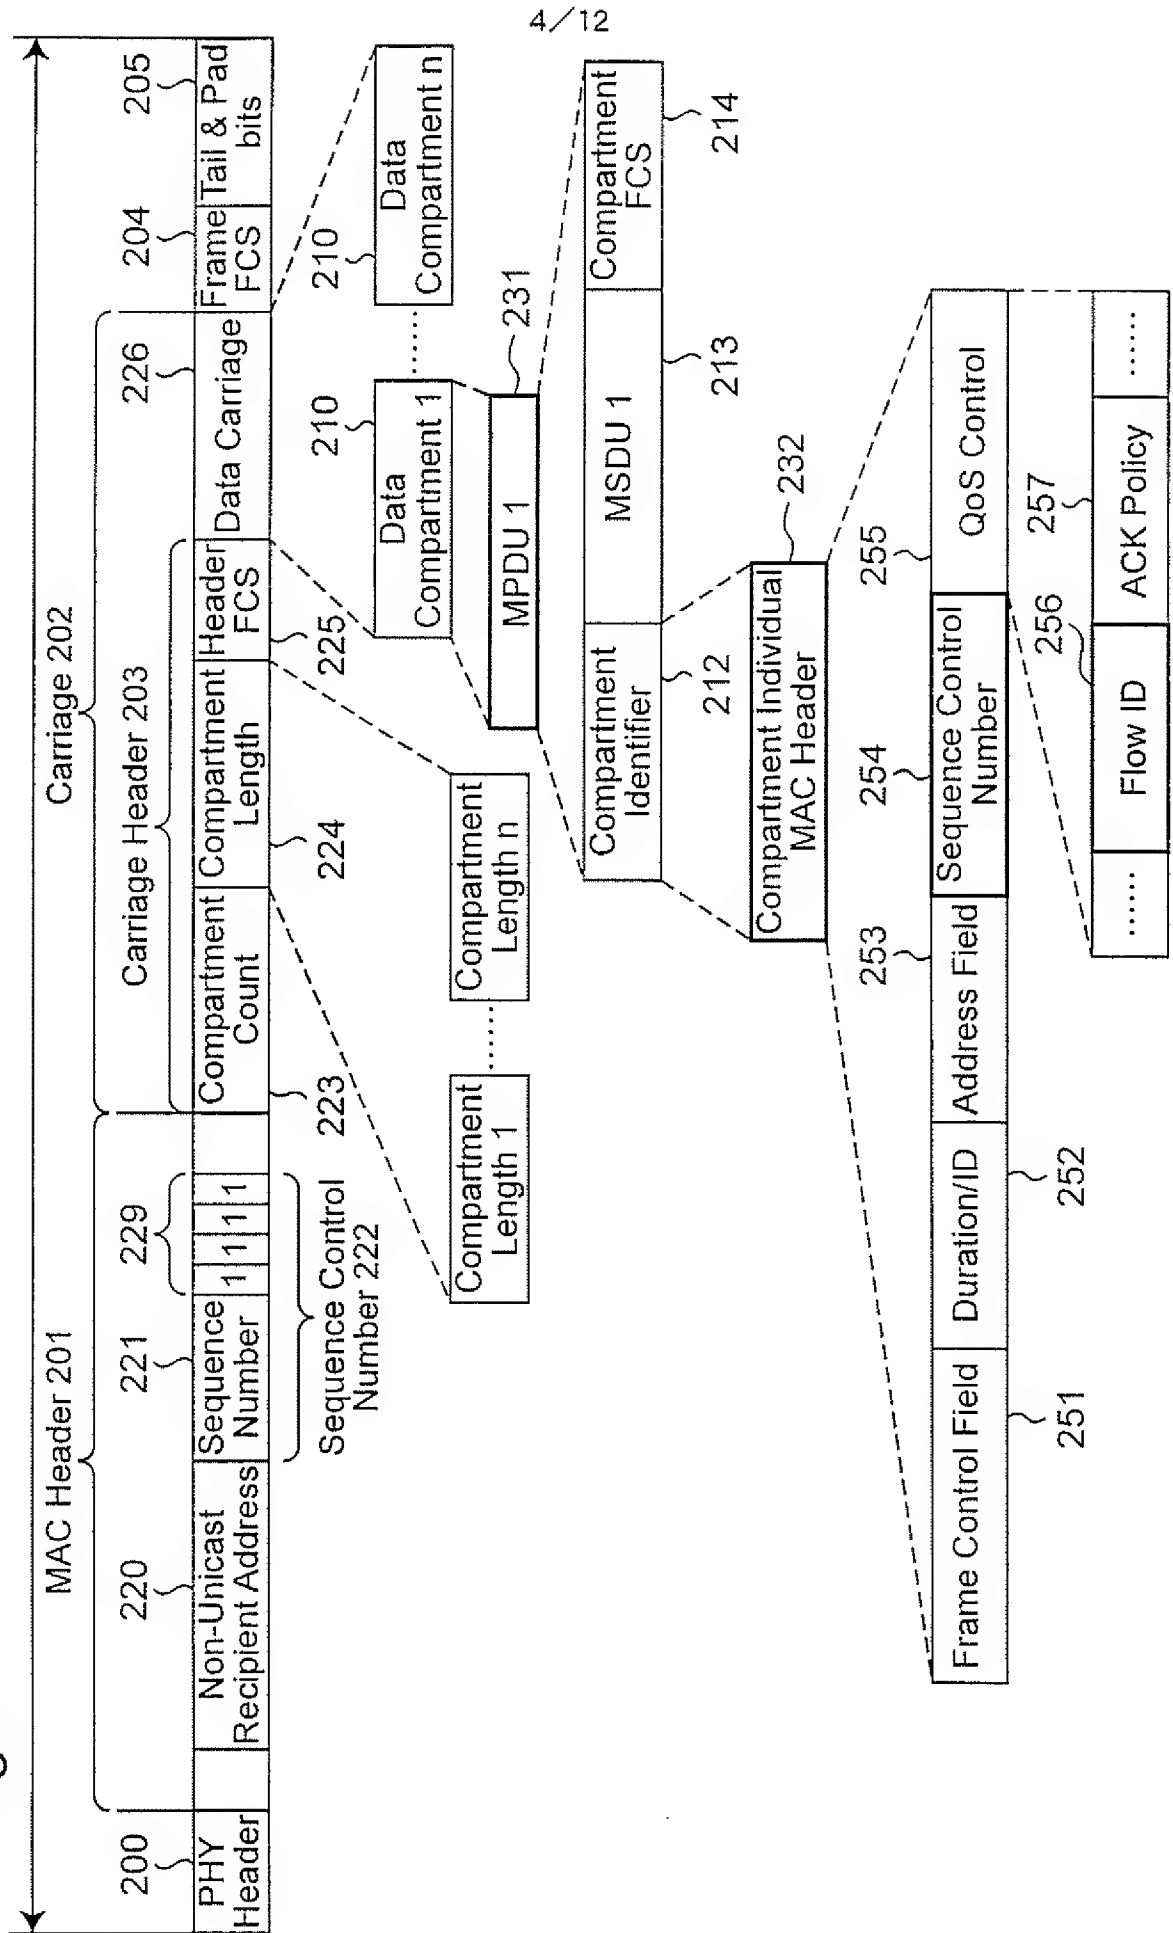 4/12
MAC Header 201
Carriage 202
Carriage Header 203
200
220
221
229
223
224
225
226
204
205
PHY
Header
Non-Unicast
Recipient Address
Sequence
Number
1 1 1 1
Compartment
Count
Compartment
Length
Header
FCS
Data Carriage
Frame
FCS
Tail & Pad
bits
Sequence Control
Number 222
Compartment
Length 1
......
Compartment
Length n
210
Data
Compartment 1
......
210
Data
Compartment n
MPDU 1
231
Compartment
Identifier
MSDU 1
Compartment
FCS
212
213
214
Compartment Individual
MAC Header
232
253
254
255
Frame Control Field
Duration/ID
Address Field
Sequence Control
Number
QoS Control
251
252
256
257
......
Flow ID
ACK Policy
......